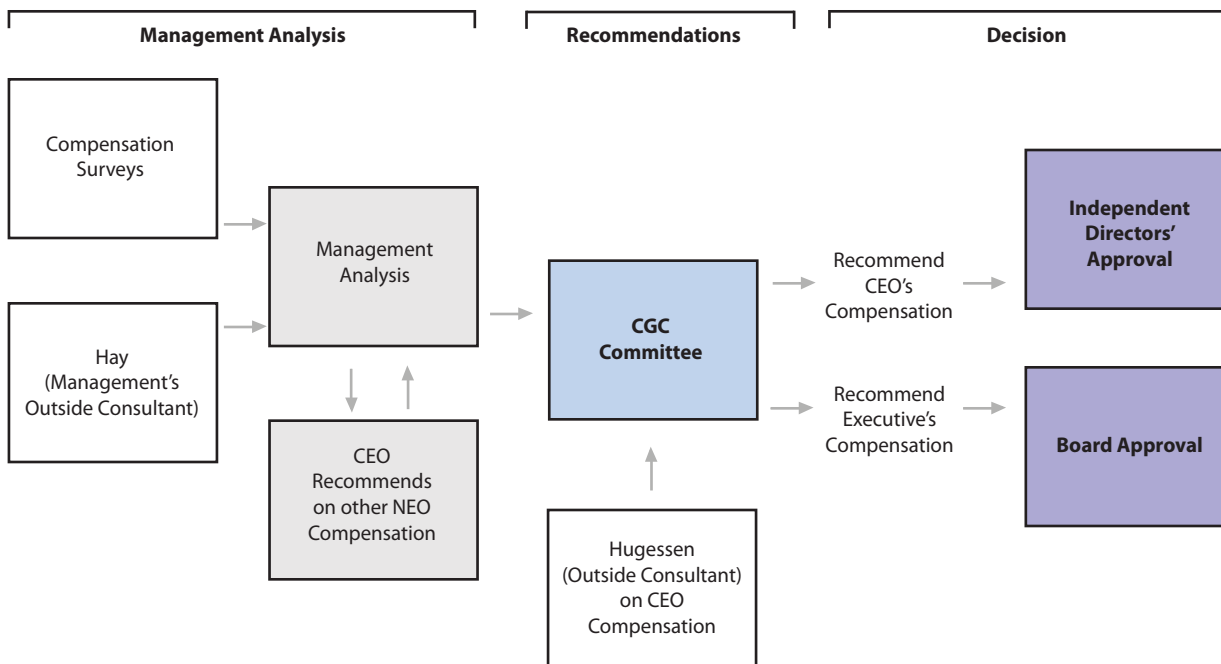 Management Analysis
Recommendations
Decision
Compensation
Surveys
Hay
(Management’s
Outside Consultant)
Management
Analysis
CEO
Recommends
on other NEO
Compensation
CGC
Committee
Hugessen
(Outside Consultant)
on CEO
Compensation
Recommend
CEO’s
Compensation
Recommend
Executive’s
Compensation
Independent
Directors’
Approval
Board Approval